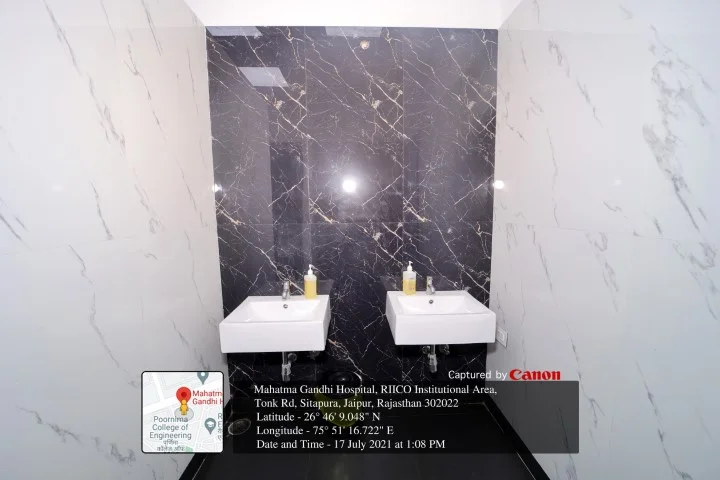 Captured by Canon
Mahatma Gandhi Hospital, RIICO Institutional Area,
Tonk Rd, Sitapura, Jaipur, Rajasthan 302022
Latitude - 26° 46' 9.048" N
Longitude - 75° 51' 16.722" E
Date and Time - 17 July 2021 at 1:08 PM
Mahatma
Gandhi H
Poornima
College of
Engineering